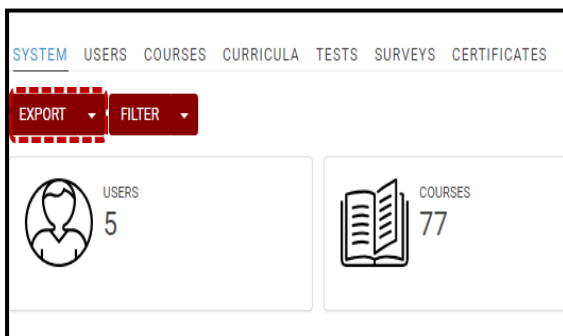 SYSTEM USERS COURSES CURRICULA TESTS SURVEYS CERTIFICATES
EXPORT FILTER
USERS
5
COURSES
77